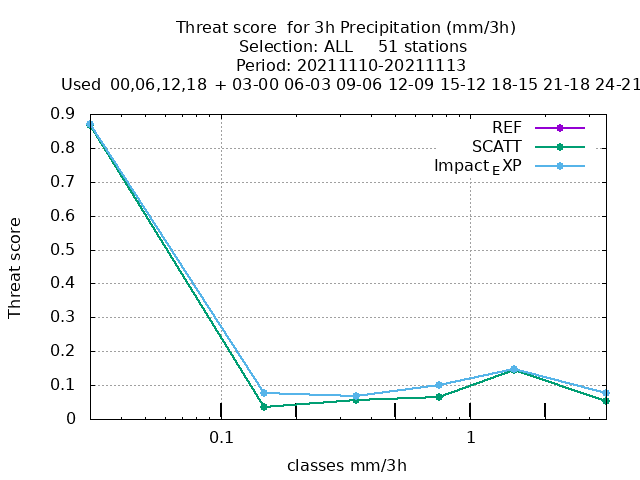 Threat score  for 3h Precipitation (mm/3h)
Selection: ALL     51 stations
Period: 20211110-20211113
Used  00,06,12,18  + 03-00 06-03 09-06 12-09 15-12 18-15 21-18 24-21
0.9
0.8
0.7
0.6
0.5
0.4
0.3
0.2
0.1
0
Threat score
REF
SCATT
Impact_EXP
0.1
1
classes mm/3h